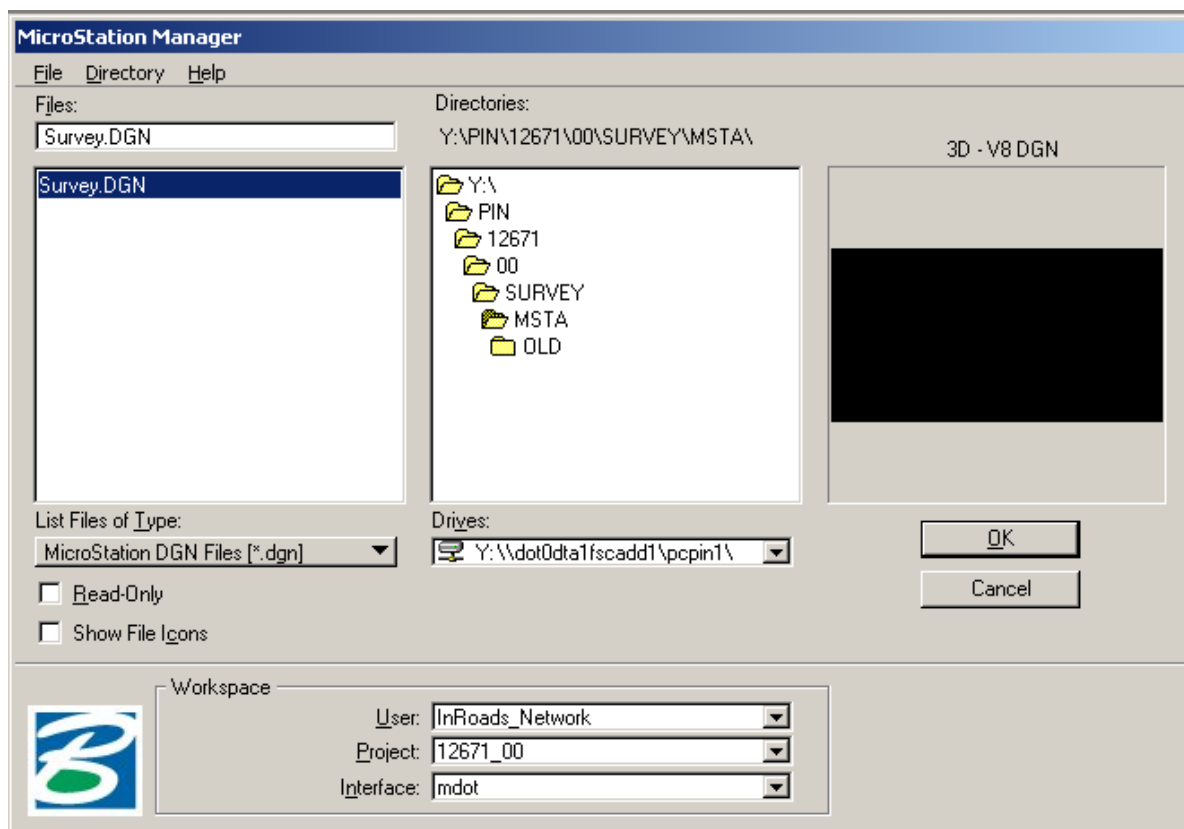 MicroStation Manager
File Directory Help
Files:
Survey.DGN
Survey.DGN
Directories:
Y:\PIN\12671\00\SURVEY\MSTA\
Y:\
PIN
12671
00
SURVEY
MSTA
OLD
3D - V8 DGN
List Files of Type:
MicroStation DGN Files [*.dgn]
Drives:
Y:\\dot0dta1fscadd1\pcpin1\
OK
Cancel
Read-Only
Show File Icons
Workspace
User: InRoads_Network
Project: 12671_00
Interface: mdot